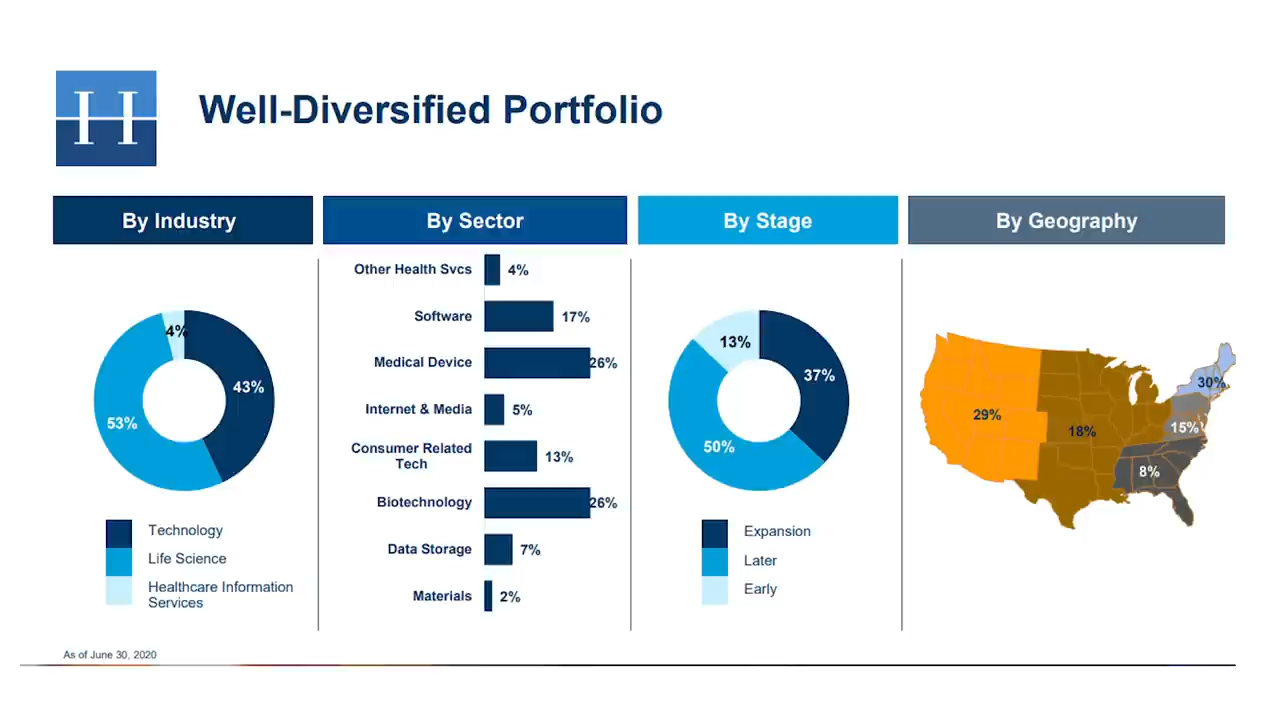 H
Well-Diversified Portfolio
By Industry
4%
43%
53%
Technology
Life Science
Healthcare Information
Services
By Sector
Other Health Svcs 4%
Software 17%
Medical Device 26%
Internet & Media 5%
Consumer Related
Tech 13%
Biotechnology 26%
Data Storage 7%
Materials 2%
By Stage
13%
37%
50%
Expansion
Later
Early
By Geography
30%
29%
18%
15%
8%
As of June 30, 2020